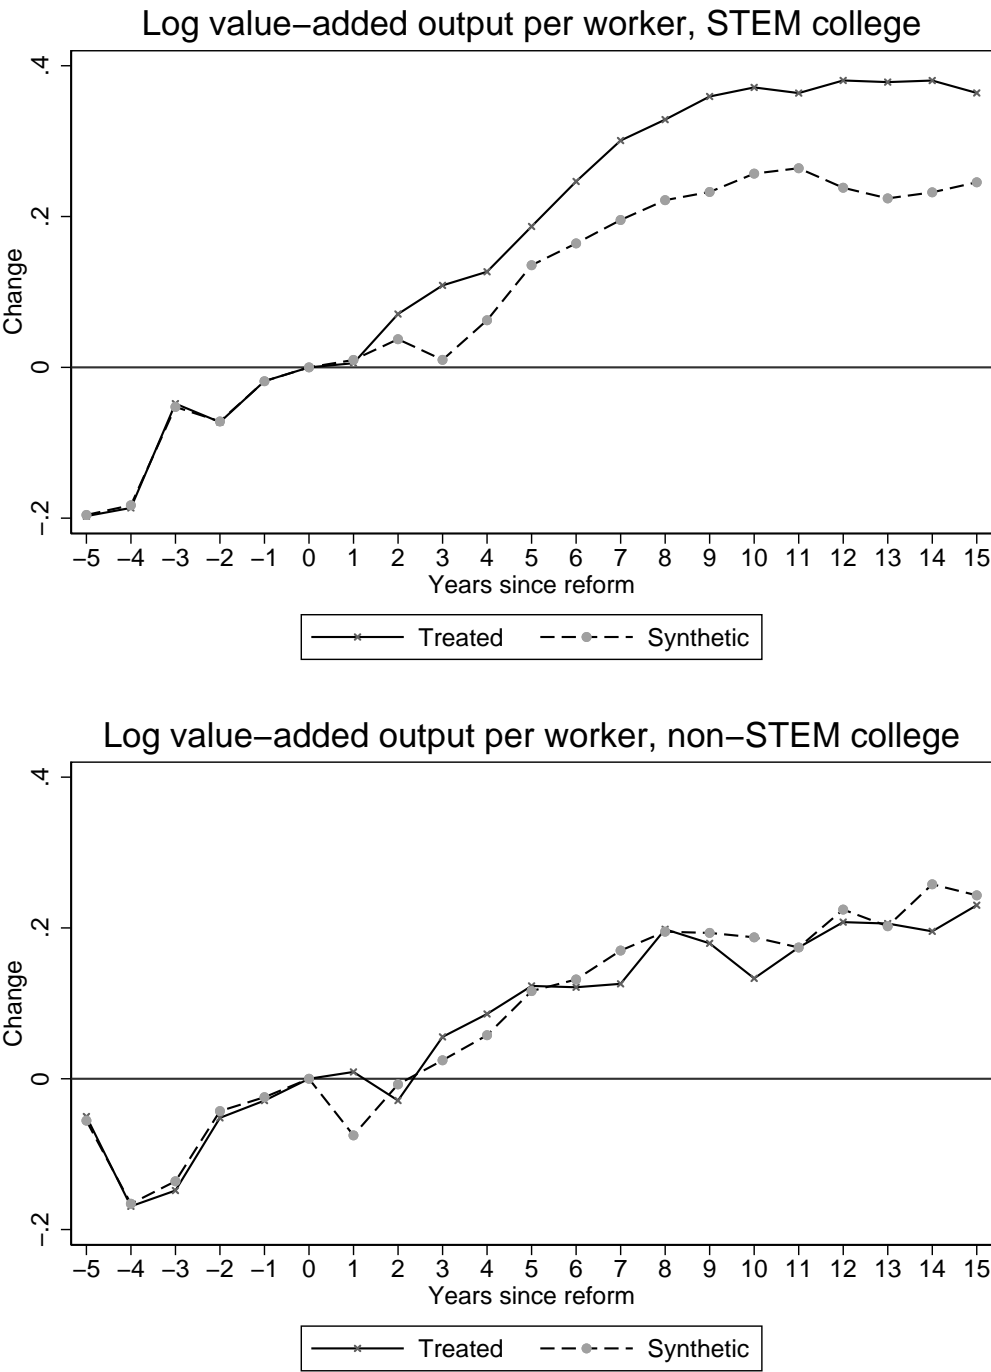 Log value–added output per worker, STEM college
.4
.2
0
–.2
Change
–5 –4 –3 –2 –1 0 1 2 3 4 5 6 7 8 9 10 11 12 13 14 15
Years since reform
Treated Synthetic
Log value–added output per worker, non–STEM college
.4
.2
0
–.2
Change
–5 –4 –3 –2 –1 0 1 2 3 4 5 6 7 8 9 10 11 12 13 14 15
Years since reform
Treated Synthetic